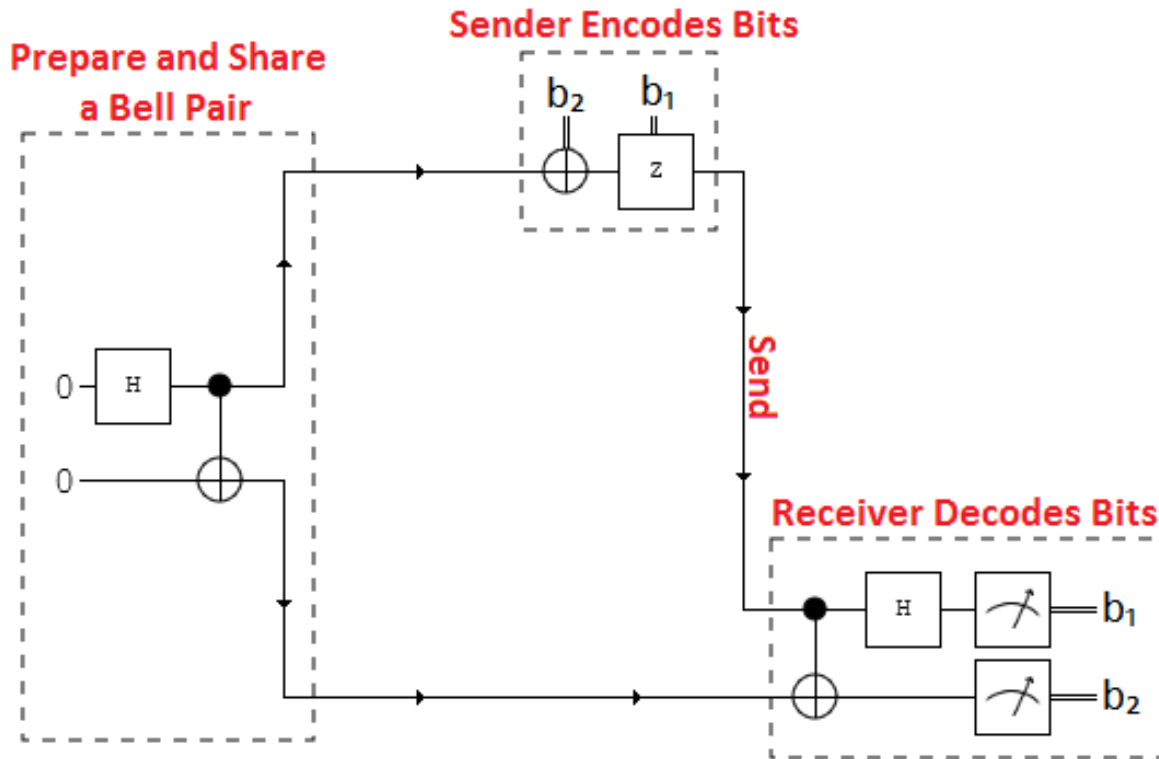 Sender Encodes Bits
Prepare and Share
a Bell Pair
b₂ b₁
Z
Send
0 H
0
Receiver Decodes Bits
H b₁
b₂